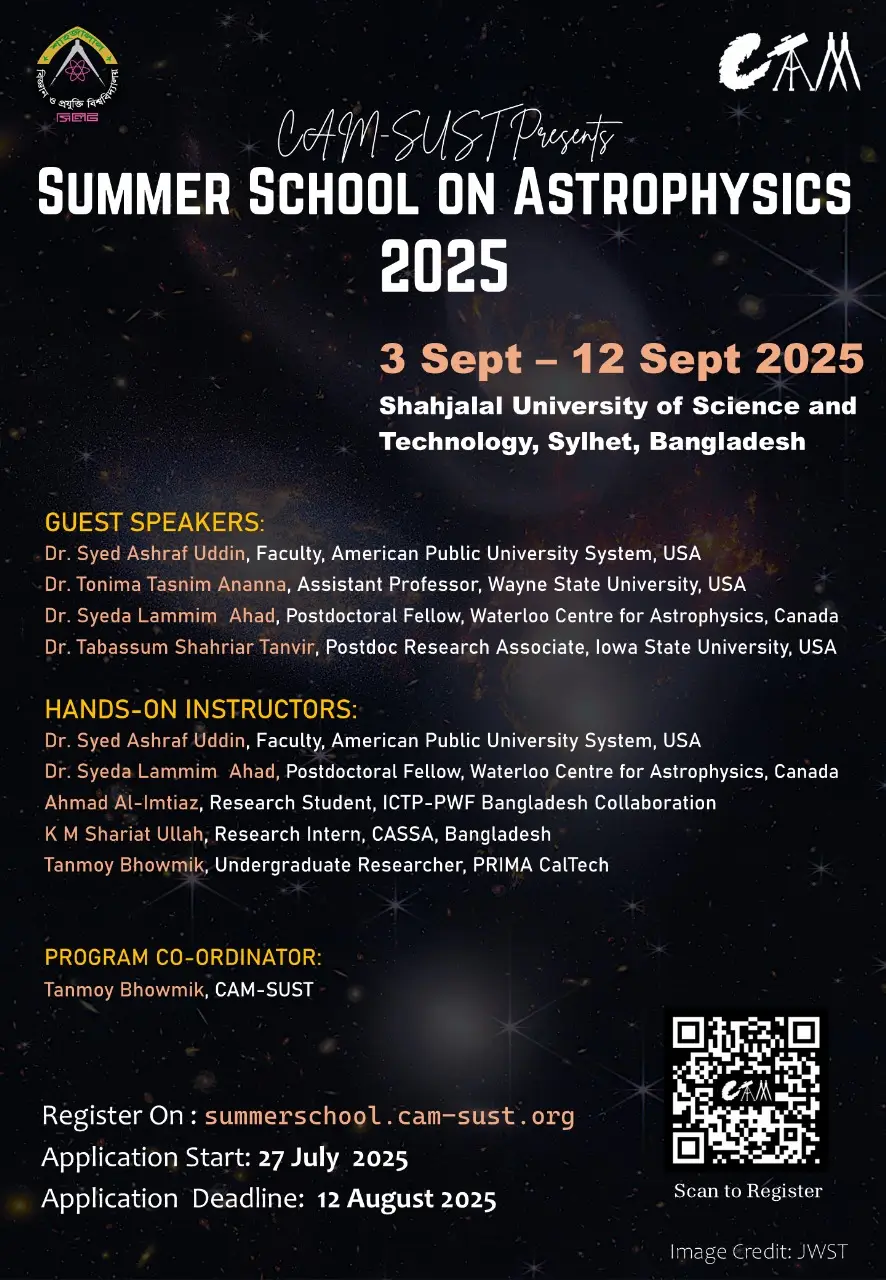 শাহজালাল
বিজ্ঞান ও প্রযুক্তি বিশ্ববিদ্যালয়
সিলেট
CAM
CAM-SUST Presents
SUMMER SCHOOL ON ASTROPHYSICS
2025
3 Sept – 12 Sept 2025
Shahjalal University of Science and
Technology, Sylhet, Bangladesh
GUEST SPEAKERS:
Dr. Syed Ashraf Uddin, Faculty, American Public University System, USA
Dr. Tonima Tasnim Ananna, Assistant Professor, Wayne State University, USA
Dr. Syeda Lammim Ahad, Postdoctoral Fellow, Waterloo Centre for Astrophysics, Canada
Dr. Tabassum Shahriar Tanvir, Postdoc Research Associate, Iowa State University, USA
HANDS-ON INSTRUCTORS:
Dr. Syed Ashraf Uddin, Faculty, American Public University System, USA
Dr. Syeda Lammim Ahad, Postdoctoral Fellow, Waterloo Centre for Astrophysics, Canada
Ahmad Al-Imtiaz, Research Student, ICTP-PWF Bangladesh Collaboration
K M Shariat Ullah, Research Intern, CASSA, Bangladesh
Tanmoy Bhowmik, Undergraduate Researcher, PRIMA CalTech
PROGRAM CO-ORDINATOR:
Tanmoy Bhowmik, CAM-SUST
Register On : summerschool.cam-sust.org
Application Start: 27 July 2025
Application Deadline: 12 August 2025
CAM
Scan to Register
Image Credit: JWST